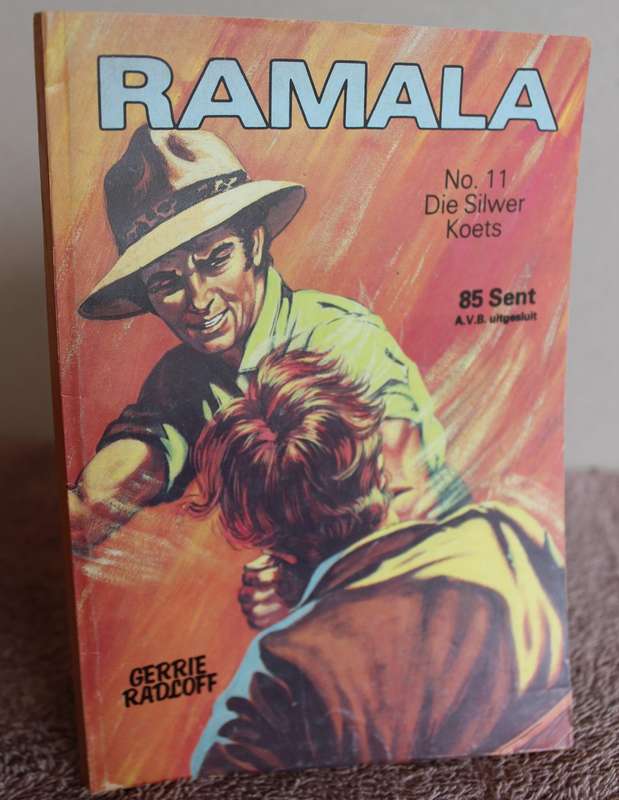 RAMALA
No. 11
Die Silwer
Koets
85 Sent
A.V.B. uitgesluit
GERRIE
RADLOFF